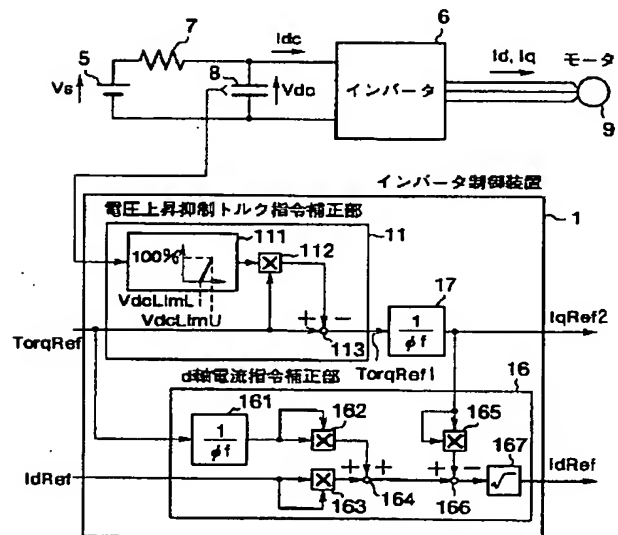 7
Idc
6
5
8
Vs
Vdc
インバータ
Id, Iq
モータ
9
インバータ制御装置
電圧上昇抑制トルク指令補正部
1
111
112
11
100%
17
VdcLimL
VdcLimU
+
−
113
1
φf
IqRef2
TorqRef
TorqRef1
d軸電流指令補正部
16
161
162
165
1
φf
167
+
+
+
−
√
IdRef
163
164
166
IdRef